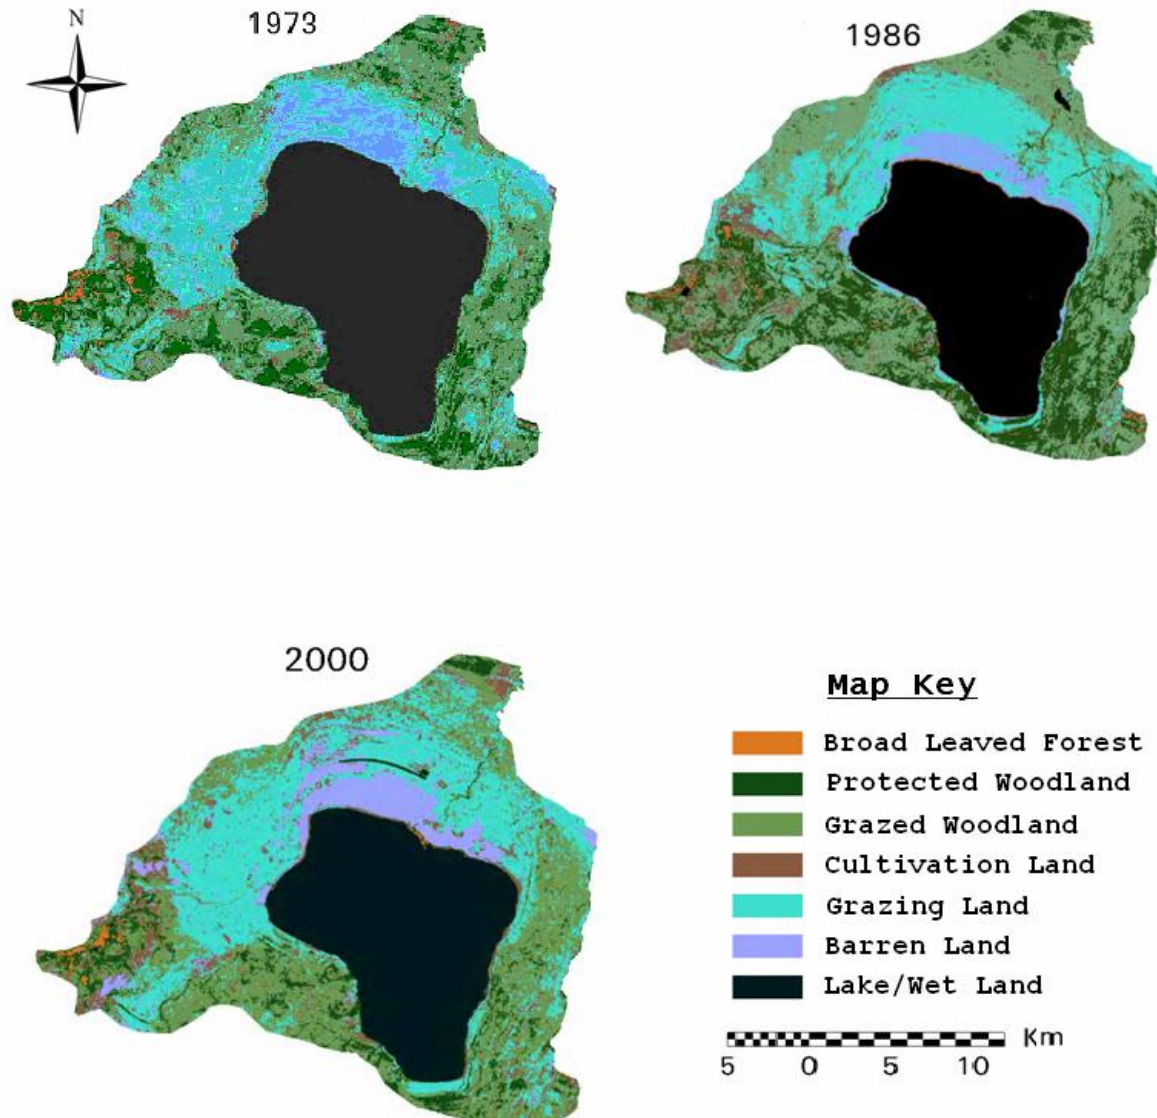 N
1973
1986
2000
Map Key
Broad Leaved Forest
Protected Woodland
Grazed Woodland
Cultivation Land
Grazing Land
Barren Land
Lake/Wet Land
Km
5 0 5 10